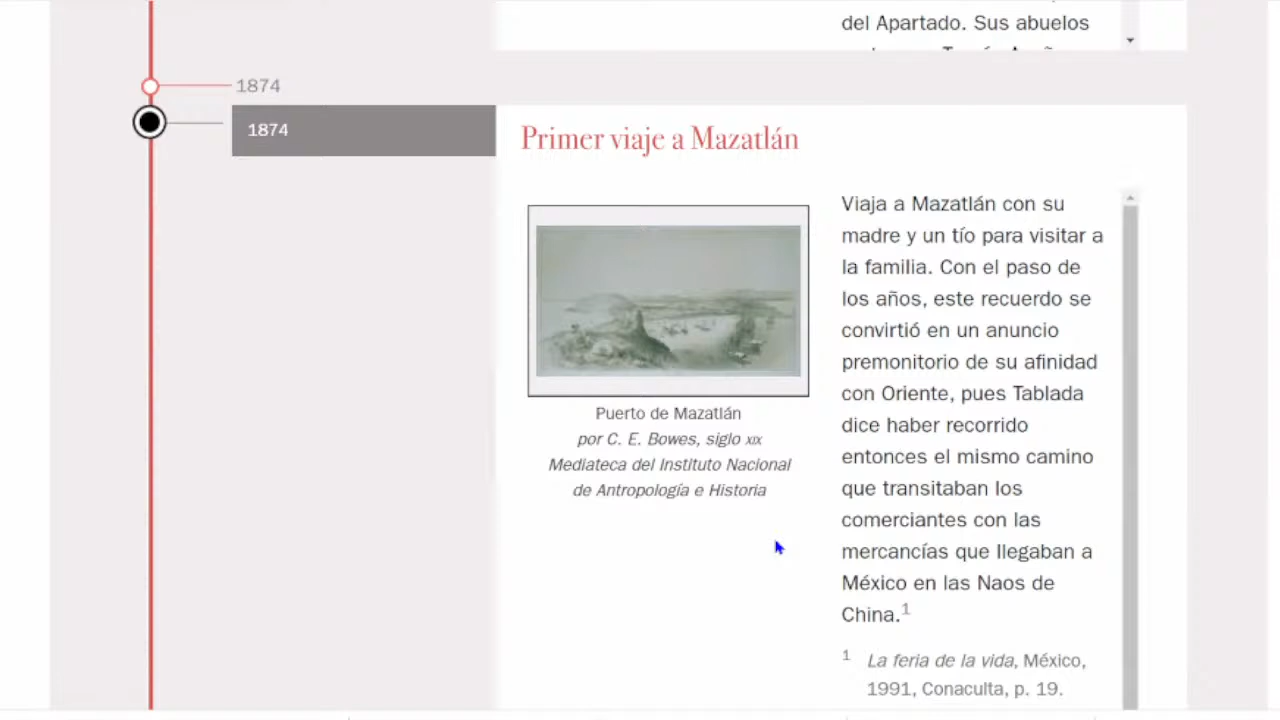 del Apartado. Sus abuelos
1874
1874
Primer viaje a Mazatlán
Viaja a Mazatlán con su
madre y un tío para visitar a
la familia. Con el paso de
los años, este recuerdo se
convirtió en un anuncio
premonitorio de su afinidad
con Oriente, pues Tablada
dice haber recorrido
entonces el mismo camino
que transitaban los
comerciantes con las
mercancías que llegaban a
México en las Naos de
China.1
1 La feria de la vida, México,
1991, Conaculta, p. 19.
Puerto de Mazatlán
por C. E. Bowes, siglo XIX
Mediateca del Instituto Nacional
de Antropología e Historia